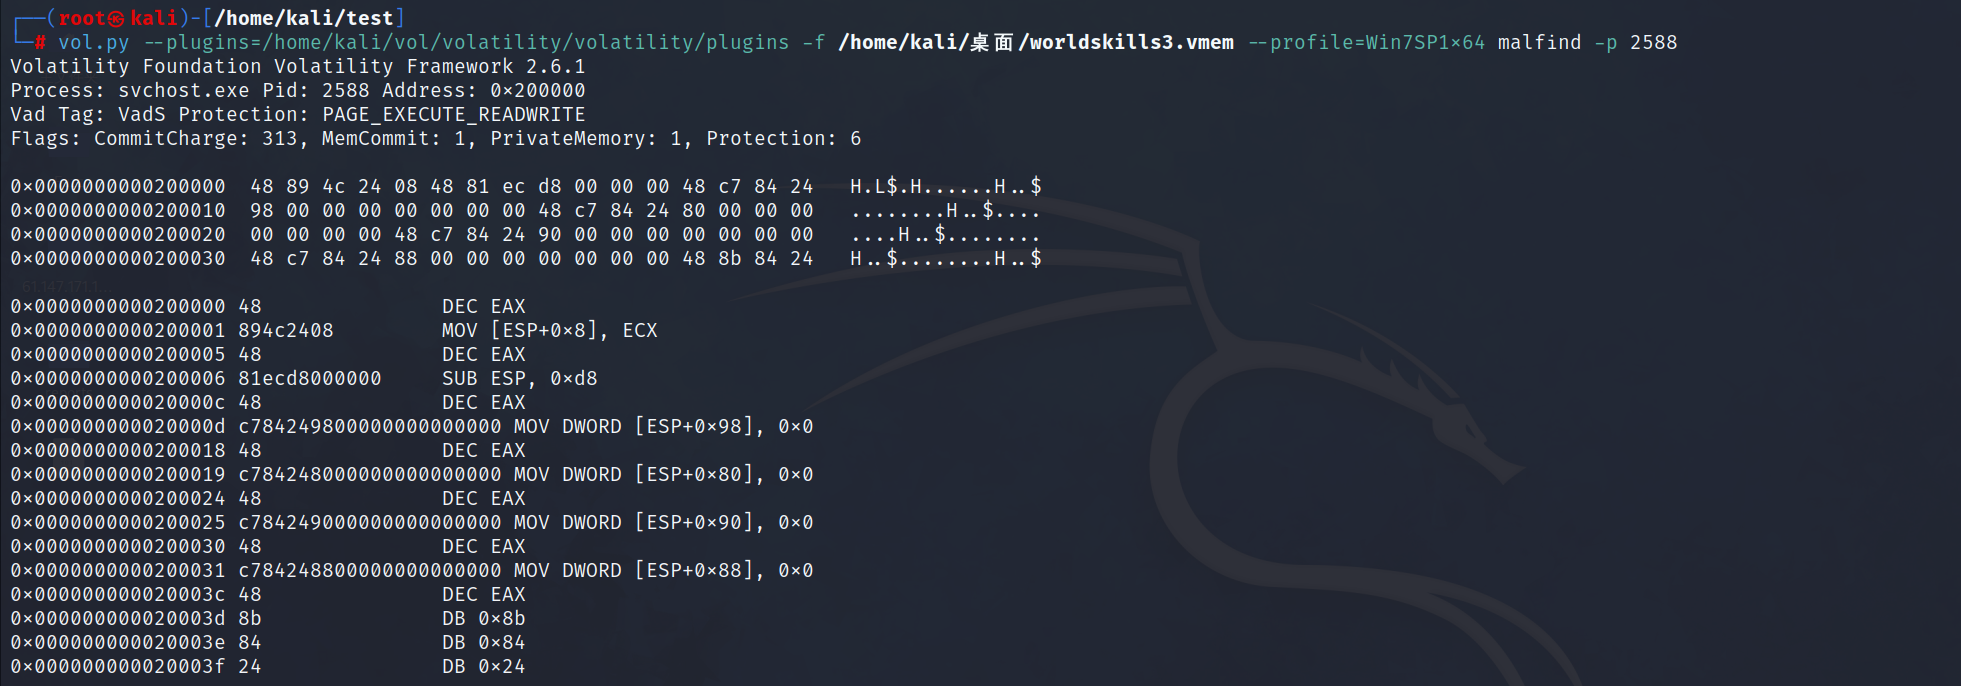 ┌──(root㉿kali)-[/home/kali/test]
└─# vol.py --plugins=/home/kali/vol/volatility/volatility/plugins -f /home/kali/桌面/worldskills3.vmem --profile=Win7SP1x64 malfind -p 2588
Volatility Foundation Volatility Framework 2.6.1
Process: svchost.exe Pid: 2588 Address: 0x200000
Vad Tag: VadS Protection: PAGE_EXECUTE_READWRITE
Flags: CommitCharge: 313, MemCommit: 1, PrivateMemory: 1, Protection: 6
0x0000000000200000  48 89 4c 24 08 48 81 ec d8 00 00 00 48 c7 84 24   H.L$.H......H..$
0x0000000000200010  98 00 00 00 00 00 00 00 48 c7 84 24 80 00 00 00   ........H..$....
0x0000000000200020  00 00 00 00 48 c7 84 24 90 00 00 00 00 00 00 00   ....H..$........
0x0000000000200030  48 c7 84 24 88 00 00 00 00 00 00 00 48 8b 84 24   H..$........H..$
0x0000000000200000 48               DEC EAX
0x0000000000200001 894c2408         MOV [ESP+0x8], ECX
0x0000000000200005 48               DEC EAX
0x0000000000200006 81ecd8000000     SUB ESP, 0xd8
0x000000000020000c 48               DEC EAX
0x000000000020000d c784249800000000000000 MOV DWORD [ESP+0x98], 0x0
0x0000000000200018 48               DEC EAX
0x0000000000200019 c784248000000000000000 MOV DWORD [ESP+0x80], 0x0
0x0000000000200024 48               DEC EAX
0x0000000000200025 c784249000000000000000 MOV DWORD [ESP+0x90], 0x0
0x0000000000200030 48               DEC EAX
0x0000000000200031 c784248800000000000000 MOV DWORD [ESP+0x88], 0x0
0x000000000020003c 48               DEC EAX
0x000000000020003d 8b               DB 0x8b
0x000000000020003e 84               DB 0x84
0x000000000020003f 24               DB 0x24